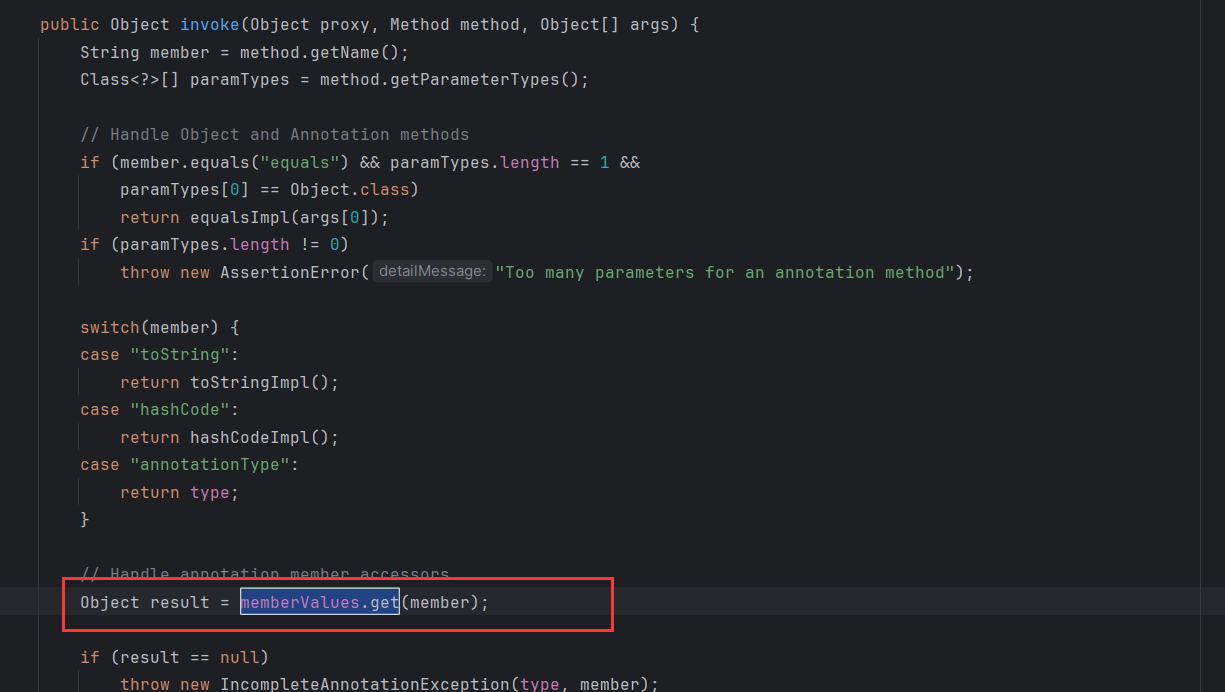 public Object invoke(Object proxy, Method method, Object[] args) {
String member = method.getName();
Class<?>[] paramTypes = method.getParameterTypes();
// Handle Object and Annotation methods
if (member.equals("equals") && paramTypes.length == 1 &&
paramTypes[0] == Object.class)
return equalsImpl(args[0]);
if (paramTypes.length != 0)
throw new AssertionError( detailMessage: "Too many parameters for an annotation method");
switch(member) {
case "toString":
return toStringImpl();
case "hashCode":
return hashCodeImpl();
case "annotationType":
return type;
}
// Handle annotation member accessors
Object result = memberValues.get(member);
if (result == null)
throw new IncompleteAnnotationException(type, member);